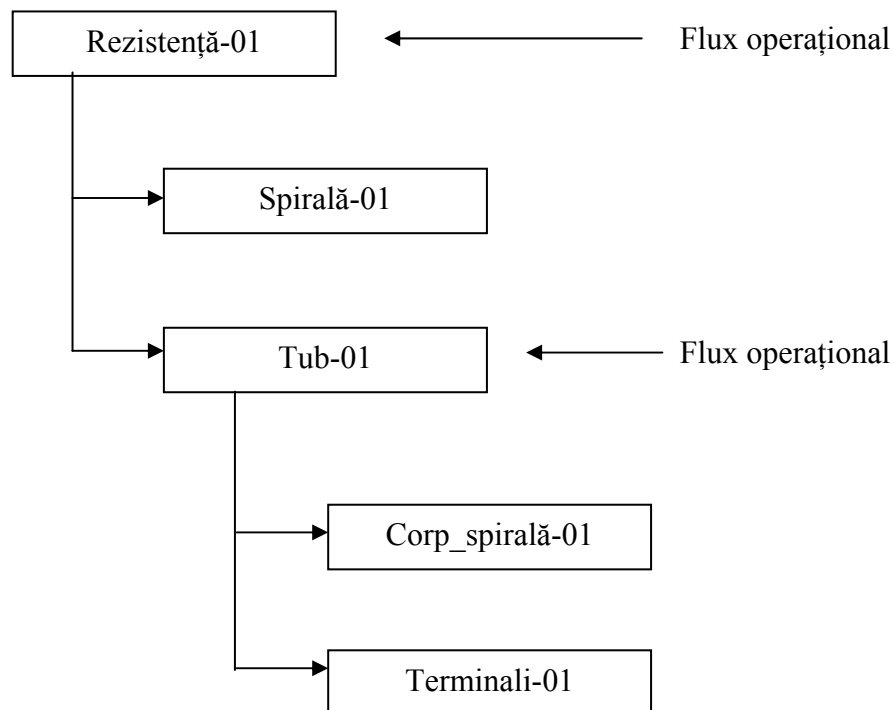 Rezistență-01
Flux operațional
Spirală-01
Tub-01
Flux operațional
Corp_spirală-01
Terminali-01